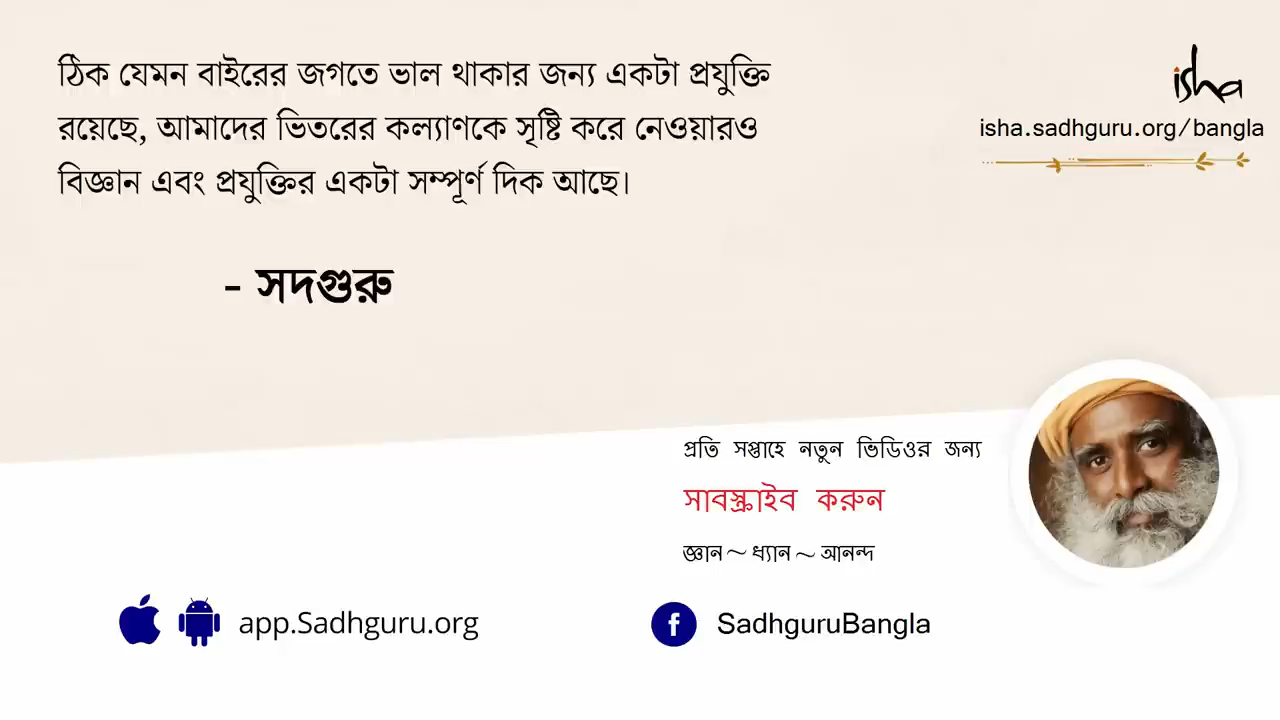 ঠিক যেমন বাইরের জগতে ভাল থাকার জন্য একটা প্রযুক্তি
রয়েছে, আমাদের ভিতরের কল্যাণকে সৃষ্টি করে নেওয়ারও
বিজ্ঞান এবং প্রযুক্তির একটা সম্পূর্ণ দিক আছে।
- সদগুরু
isha
isha.sadhguru.org/bangla
প্রতি সপ্তাহে নতুন ভিডিওর জন্য
সাবস্ক্রাইব করুন
জ্ঞান ~ ধ্যান ~ আনন্দ
app.Sadhguru.org
f SadhguruBangla